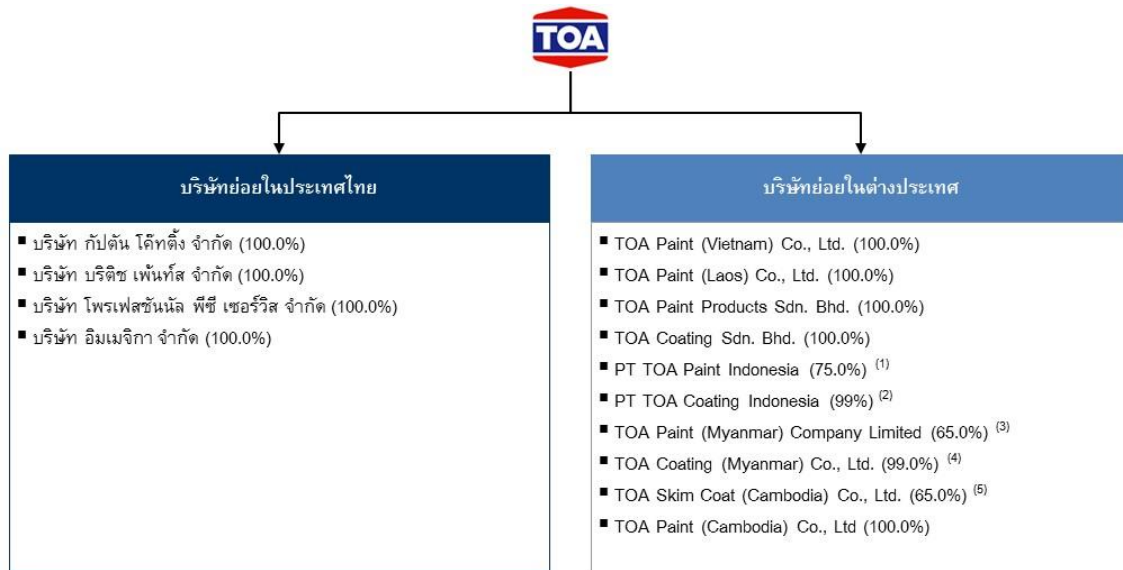 TOA
บริษัทย่อยในประเทศไทย
■ บริษัท กัปตัน โค๊ทติ้ง จำกัด (100.0%)
■ บริษัท บริติช เพ้นท์ส จำกัด (100.0%)
■ บริษัท โพรเฟสชันนัล พีซี เซอร์วิส จำกัด (100.0%)
■ บริษัท อิมเมจิกา จำกัด (100.0%)
บริษัทย่อยในต่างประเทศ
■ TOA Paint (Vietnam) Co., Ltd. (100.0%)
■ TOA Paint (Laos) Co., Ltd. (100.0%)
■ TOA Paint Products Sdn. Bhd. (100.0%)
■ TOA Coating Sdn. Bhd. (100.0%)
■ PT TOA Paint Indonesia (75.0%) (1)
■ PT TOA Coating Indonesia (99%) (2)
■ TOA Paint (Myanmar) Company Limited (65.0%) (3)
■ TOA Coating (Myanmar) Co., Ltd. (99.0%) (4)
■ TOA Skim Coat (Cambodia) Co., Ltd. (65.0%) (5)
■ TOA Paint (Cambodia) Co., Ltd (100.0%)